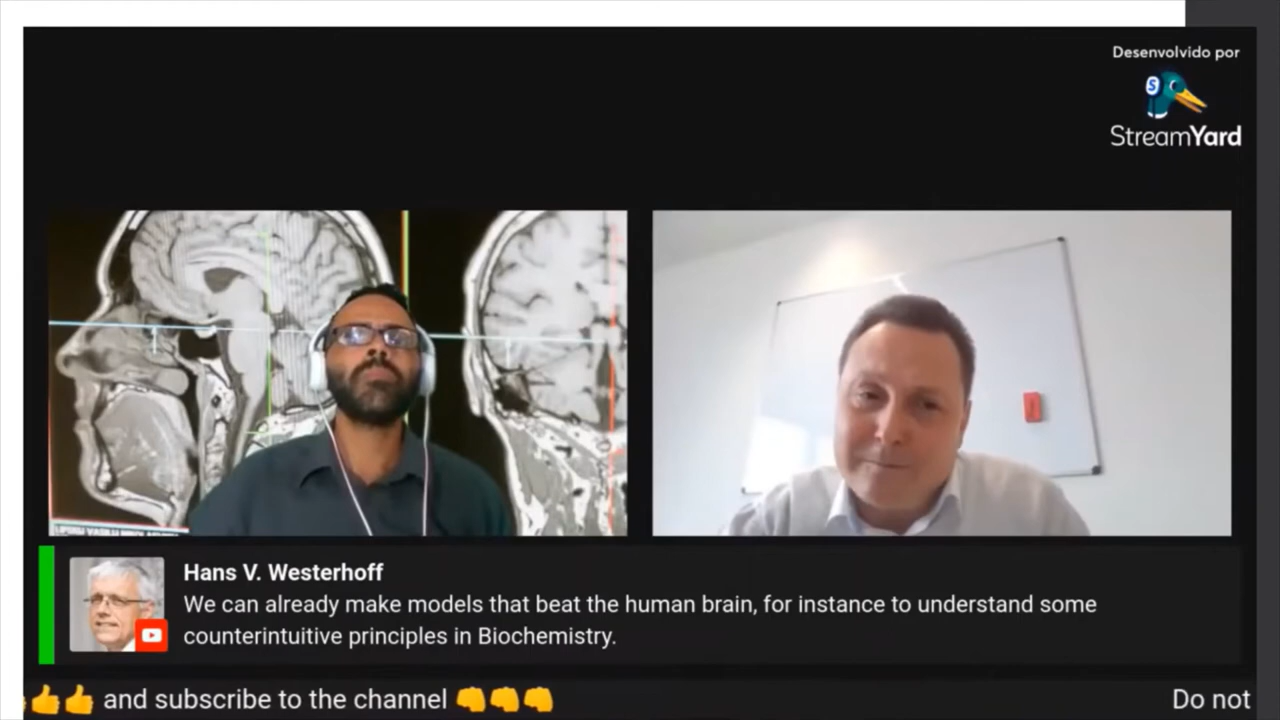 Desenvolvido por
StreamYard
Hans V. Westerhoff
We can already make models that beat the human brain, for instance to understand some
counterintuitive principles in Biochemistry.
👍👍 and subscribe to the channel 👊👊👊 Do not